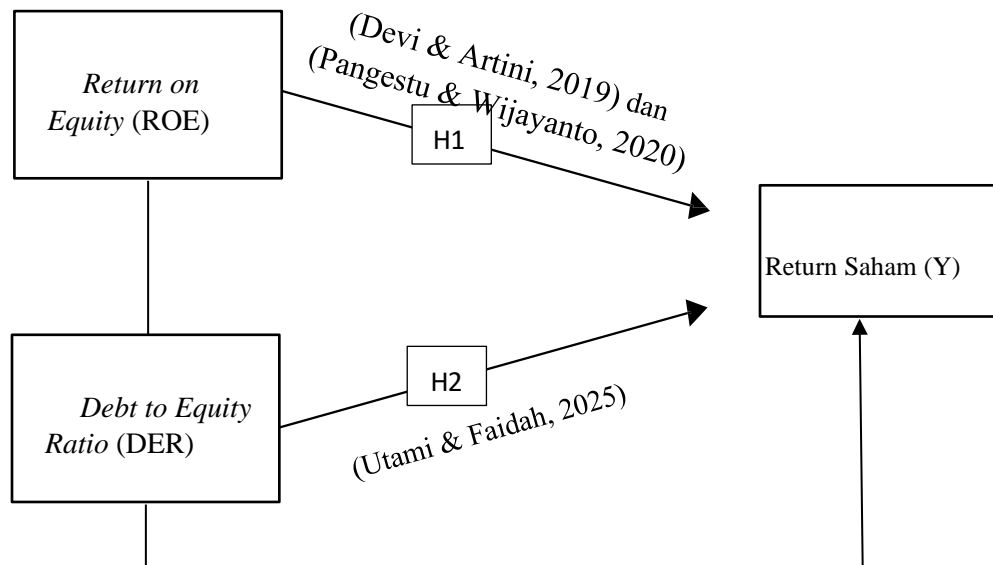 Return on
Equity (ROE)
(Devi & Artini, 2019) dan
(Pangestu & Wijayanto, 2020)
H1
Return Saham (Y)
Debt to Equity
Ratio (DER)
H2
(Utami & Faidah, 2025)